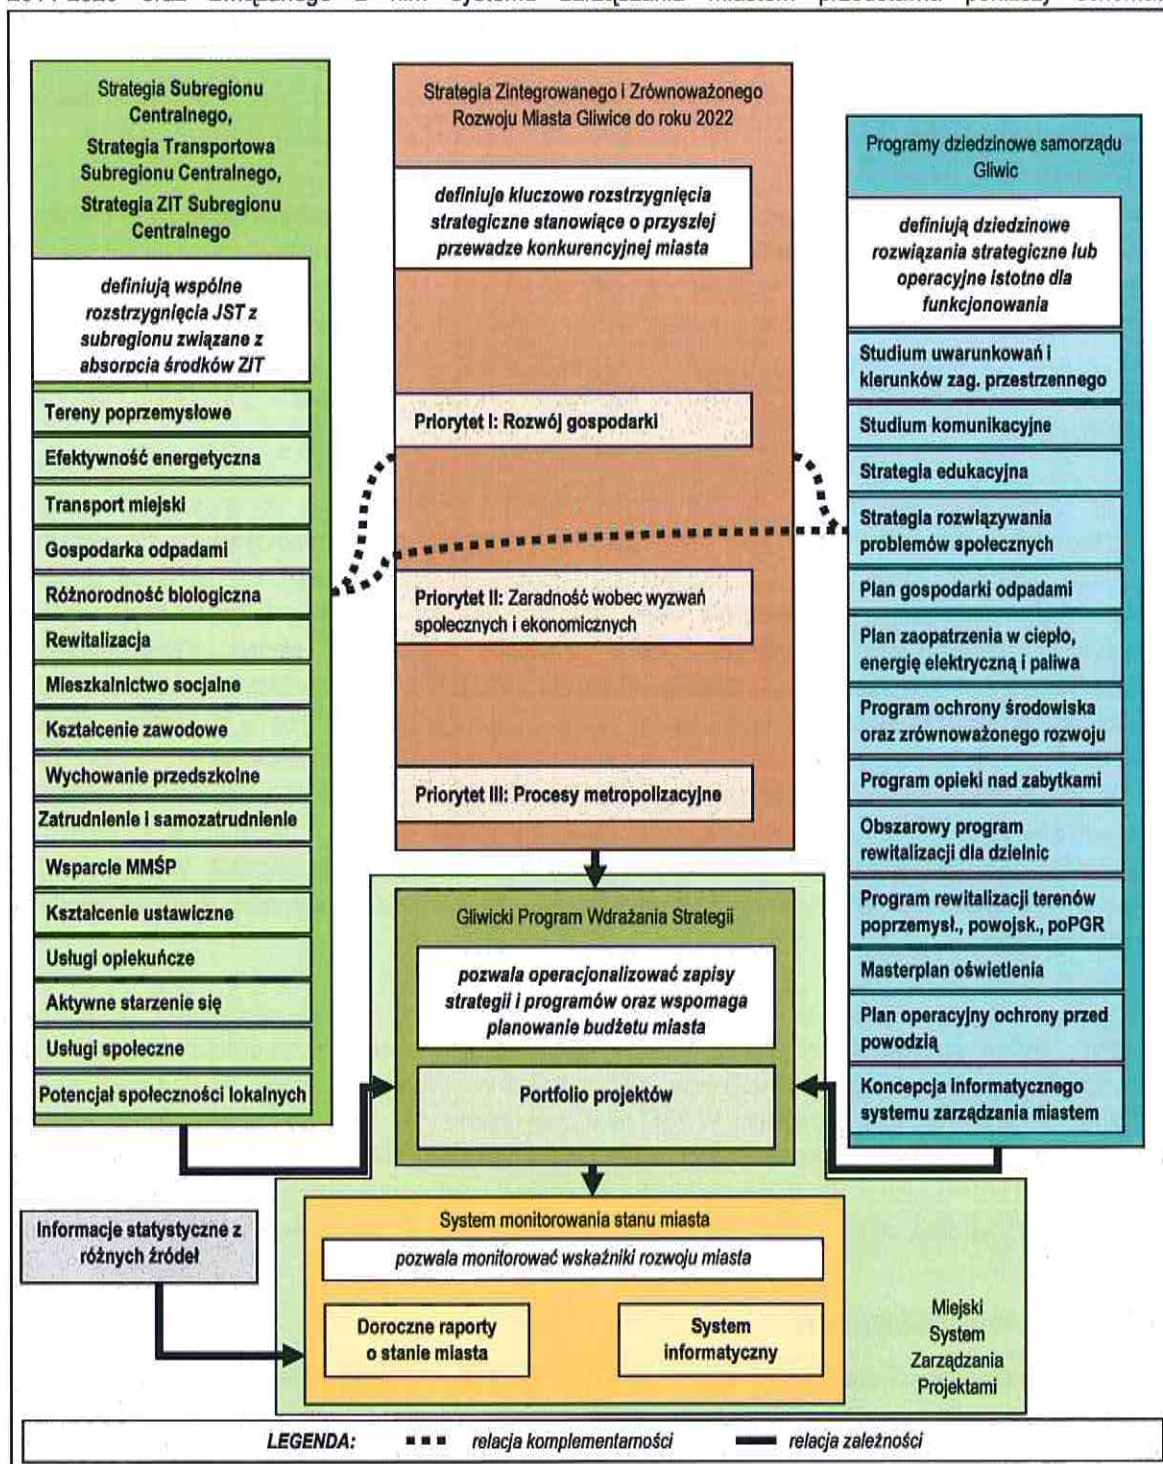 Strategia Subregionu
Centralnego,
Strategia Transportowa
Subregionu Centralnego,
Strategia ZIT Subregionu
Centralnego
definiują wspólne
rozstrzygnięcia JST z
subregionu związane z
absorpcją środków ZIT
Tereny poprzemysłowe
Efektywność energetyczna
Transport miejski
Gospodarka odpadami
Różnorodność biologiczna
Rewitalizacja
Mieszkalnictwo socjalne
Kształcenie zawodowe
Wychowanie przedszkolne
Zatrudnienie i samozatrudnienie
Wsparcie MMŚP
Kształcenie ustawiczne
Usługi opiekuńcze
Aktywne starzenie się
Usługi społeczne
Potencjał społeczności lokalnych
Strategia Zintegrowanego i Zrównoważonego
Rozwoju Miasta Gliwice do roku 2022
definiuje kluczowe rozstrzygnięcia
strategiczne stanowiące o przyszłej
przewadze konkurencyjnej miasta
Priorytet I: Rozwój gospodarki
Priorytet II: Zaradność wobec wyzwań
społecznych i ekonomicznych
Priorytet III: Procesy metropolizacyjne
Programy dziedzinowe samorządu
Gliwic
definiują dziedzinowe
rozwiązania strategiczne lub
operacyjne istotne dla
funkcjonowania
Studium uwarunkowań i
kierunków zag. przestrzennego
Studium komunikacyjne
Strategia edukacyjna
Strategia rozwiązywania
problemów społecznych
Plan gospodarki odpadami
Plan zaopatrzenia w ciepło,
energię elektryczną i paliwa
Program ochrony środowiska
oraz zrównoważonego rozwoju
Program opieki nad zabytkami
Obszarowy program
rewitalizacji dla dzielnic
Program rewitalizacji terenów
poprzemysł., powojsk., poPGR
Masterplan oświetlenia
Plan operacyjny ochrony przed
powodzią
Koncepcja informatycznego
systemu zarządzania miastem
Gliwicki Program Wdrażania Strategii
pozwala operacjonalizować zapisy
strategii i programów oraz wspomaga
planowanie budżetu miasta
Portfolio projektów
Informacje statystyczne z
różnych źródeł
System monitorowania stanu miasta
pozwala monitorować wskaźniki rozwoju miasta
Doroczne raporty
o stanie miasta
System
informatyczny
Miejski
System
Zarządzania
Projektami
LEGENDA: relacja komplementarności relacja zależności